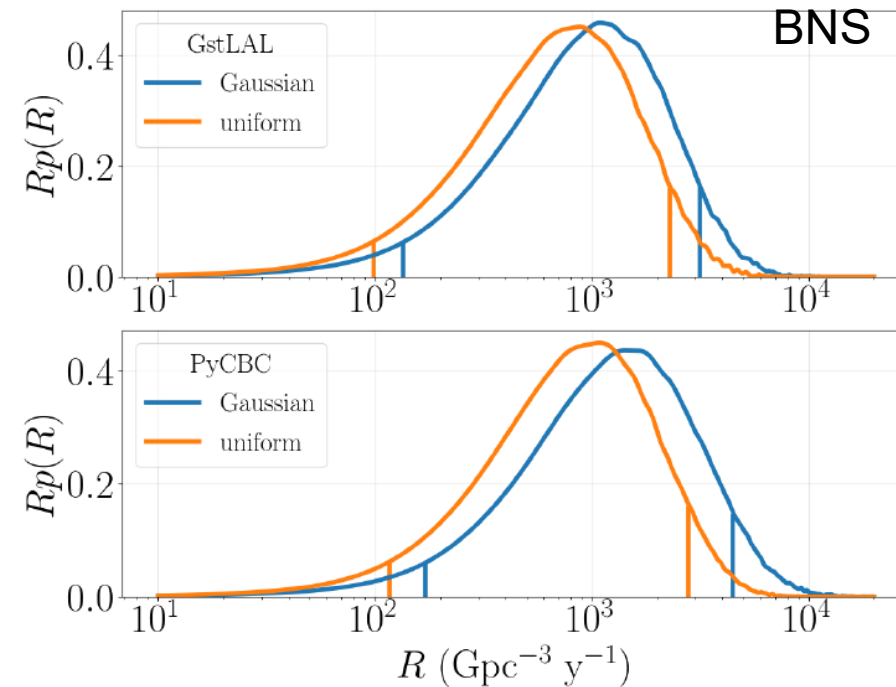 BNS
GstLAL
Gaussian
uniform
0.4
0.2
0.0
Rp(R)
10¹ 10² 10³ 10⁴
PyCBC
Gaussian
uniform
0.4
0.2
0.0
Rp(R)
10¹ 10² 10³ 10⁴
R (Gpc⁻³ y⁻¹)